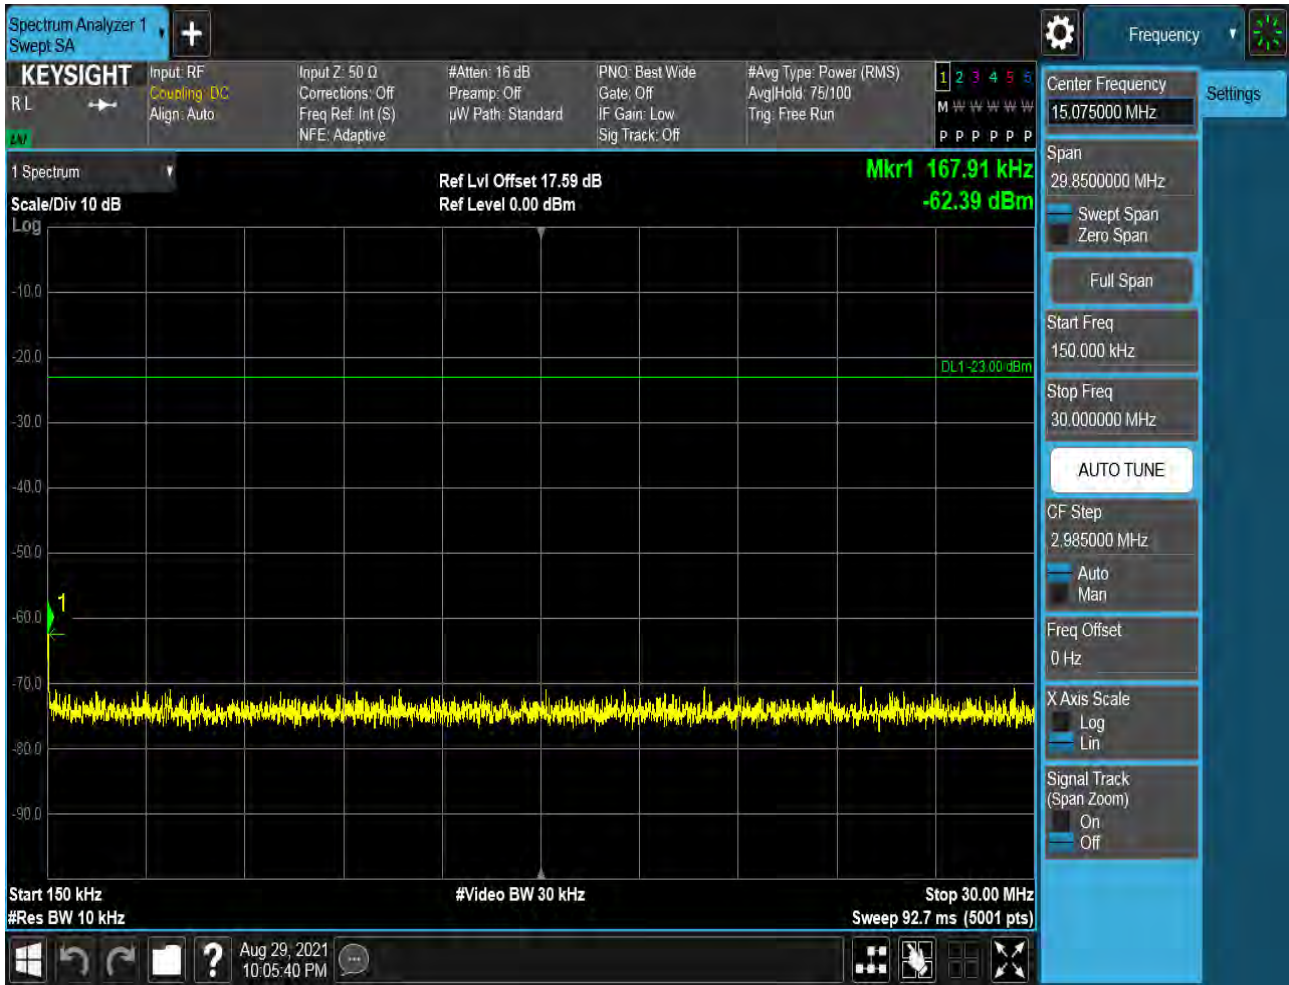 Spectrum Analyzer 1
Swept SA
+
Frequency
KEYSIGHT
R L
LXI
Input: RF
Coupling: DC
Align: Auto
Input Z: 50 Ω
Corrections: Off
Freq Ref: Int (S)
NFE: Adaptive
#Atten: 16 dB
Preamp: Off
µW Path: Standard
PNO: Best Wide
Gate: Off
IF Gain: Low
Sig Track: Off
#Avg Type: Power (RMS)
Avg|Hold: 75/100
Trig: Free Run
1 2 3 4 5 6
M W W W W W
P P P P P P
1 Spectrum
Scale/Div 10 dB
Log
Ref Lvl Offset 17.59 dB
Ref Level 0.00 dBm
Mkr1 167.91 kHz
-62.39 dBm
-10.0
-20.0
DL1 -23.00 dBm
-30.0
-40.0
-50.0
1
-60.0
-70.0
-80.0
-90.0
Start 150 kHz
#Res BW 10 kHz
#Video BW 30 kHz
Stop 30.00 MHz
Sweep 92.7 ms (5001 pts)
?
Aug 29, 2021
10:05:40 PM
Center Frequency
15.075000 MHz
Settings
Span
29.8500000 MHz
Swept Span
Zero Span
Full Span
Start Freq
150.000 kHz
Stop Freq
30.000000 MHz
AUTO TUNE
CF Step
2.985000 MHz
Auto
Man
Freq Offset
0 Hz
X Axis Scale
Log
Lin
Signal Track
(Span Zoom)
On
Off